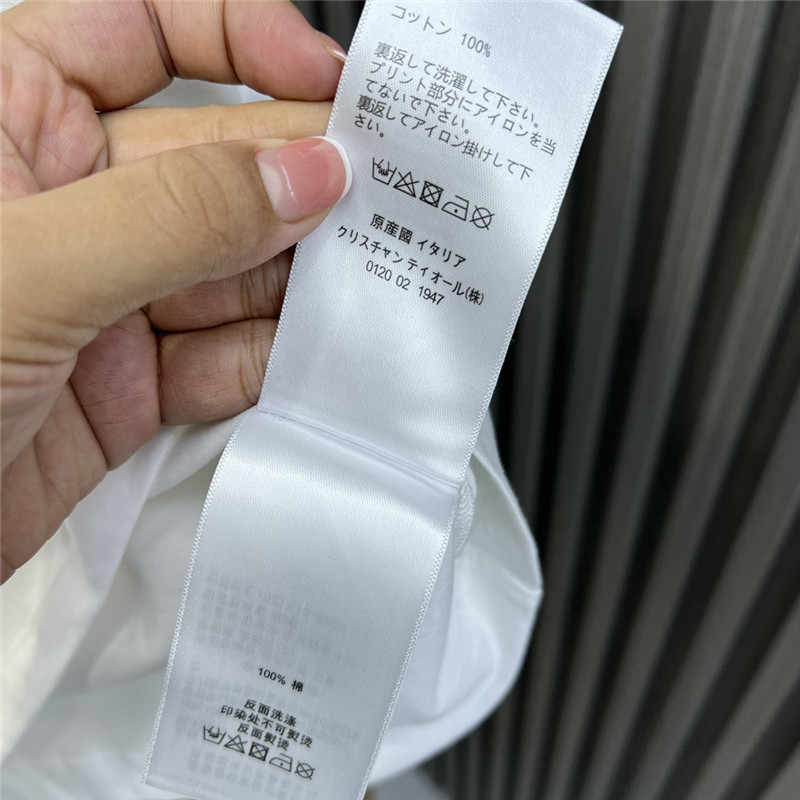 コットン 100%
裏返して洗濯して下さい。
プリント部分にアイロンを当
てないで下さい。
裏返してアイロン掛けして下
さい。
原産國 イタリア
クリスチャン ディオール(株)
0120 02 1947
100% 棉
反面洗涤
印染处不可熨烫
反面熨烫